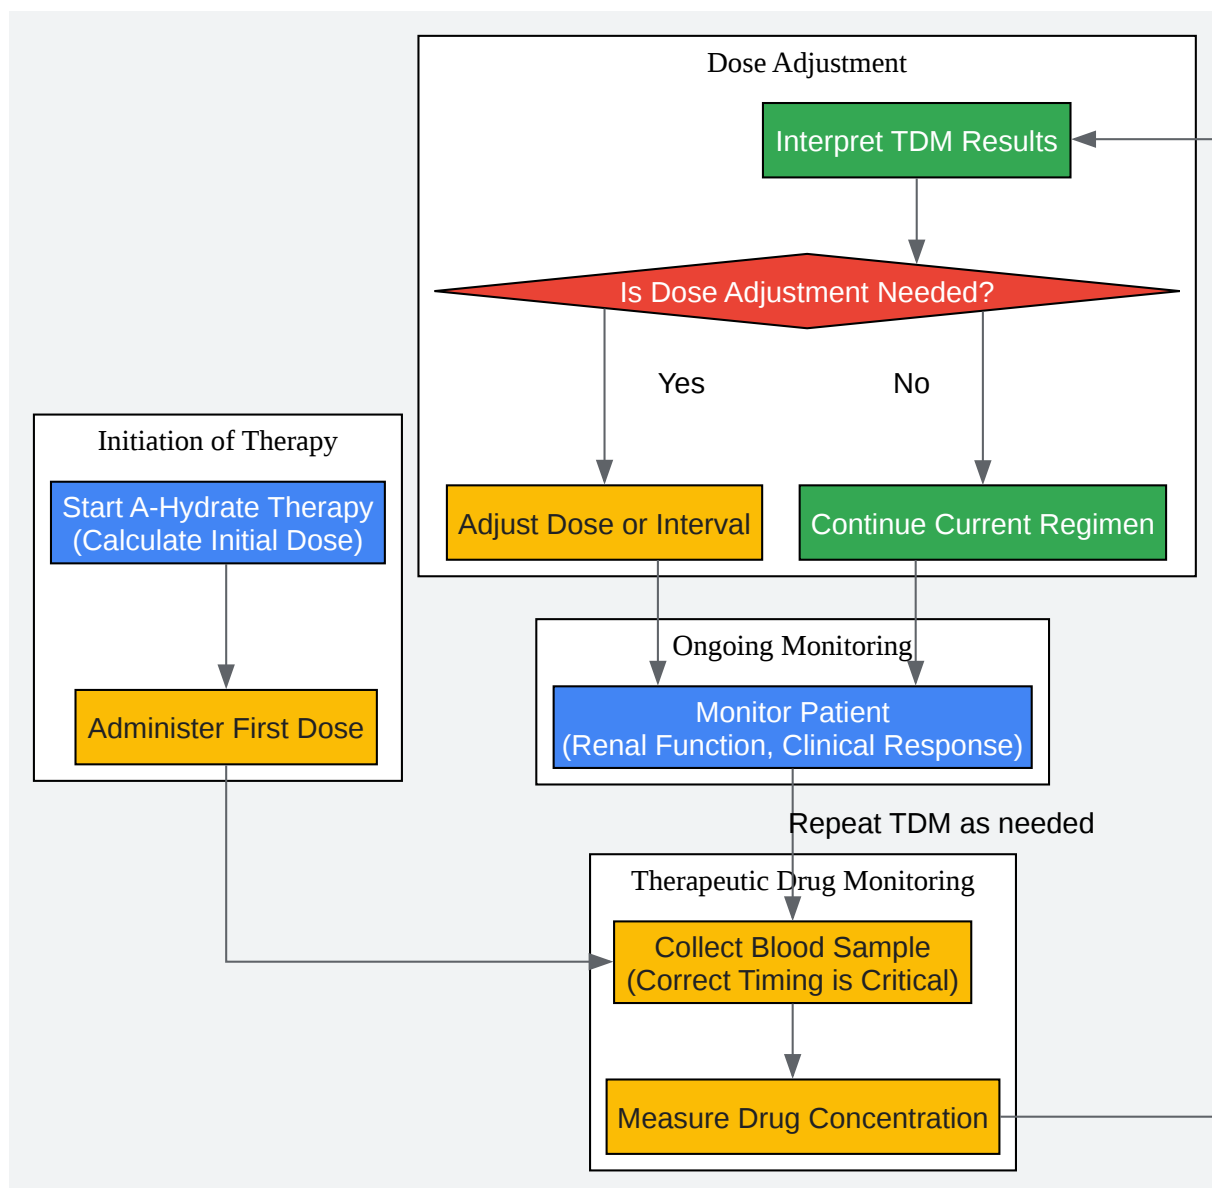 Dose Adjustment
Interpret TDM Results
Is Dose Adjustment Needed?
Yes
No
Adjust Dose or Interval
Continue Current Regimen
Initiation of Therapy
Start A-Hydrate Therapy
(Calculate Initial Dose)
Administer First Dose
Ongoing Monitoring
Monitor Patient
(Renal Function, Clinical Response)
Repeat TDM as needed
Therapeutic Drug Monitoring
Collect Blood Sample
(Correct Timing is Critical)
Measure Drug Concentration